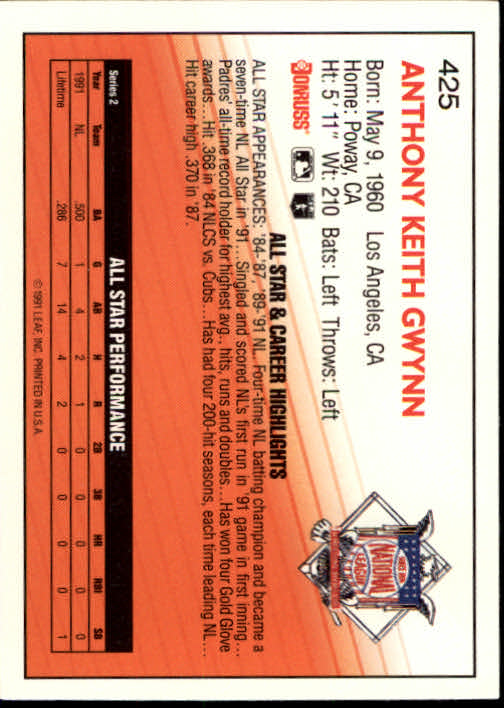 425
ANTHONY KEITH GWYNN
Born: May 9, 1960 Los Angeles, CA
Home: Poway, CA
Ht: 5' 11" Wt: 210 Bats: Left Throws: Left
DONRUSS
NATIONAL
LEAGUE
ALL STAR & CAREER HIGHLIGHTS
ALL STAR APPEARANCES: '84-'87, '89-'91 NL. Four-time NL batting champion and became a
seven-time NL All Star in '91...Singled and scored NL's first run in '91 game in first inning...
Padres' all-time record holder for highest avg., hits, runs and doubles...Has won four Gold Glove
awards...Hit .368 in '84 NLCS vs. Cubs...Has had four 200-hit seasons, each time leading NL...
Hit career high .370 in '87.
Series 2 ALL STAR PERFORMANCE
Year Team BA G AB H R 2B 3B HR RBI SB
1991 NL .500 1 4 2 1 0 0 0 0 0
Lifetime .286 7 14 4 2 0 0 0 0 1
© 1991 LEAF, INC. PRINTED IN U.S.A.